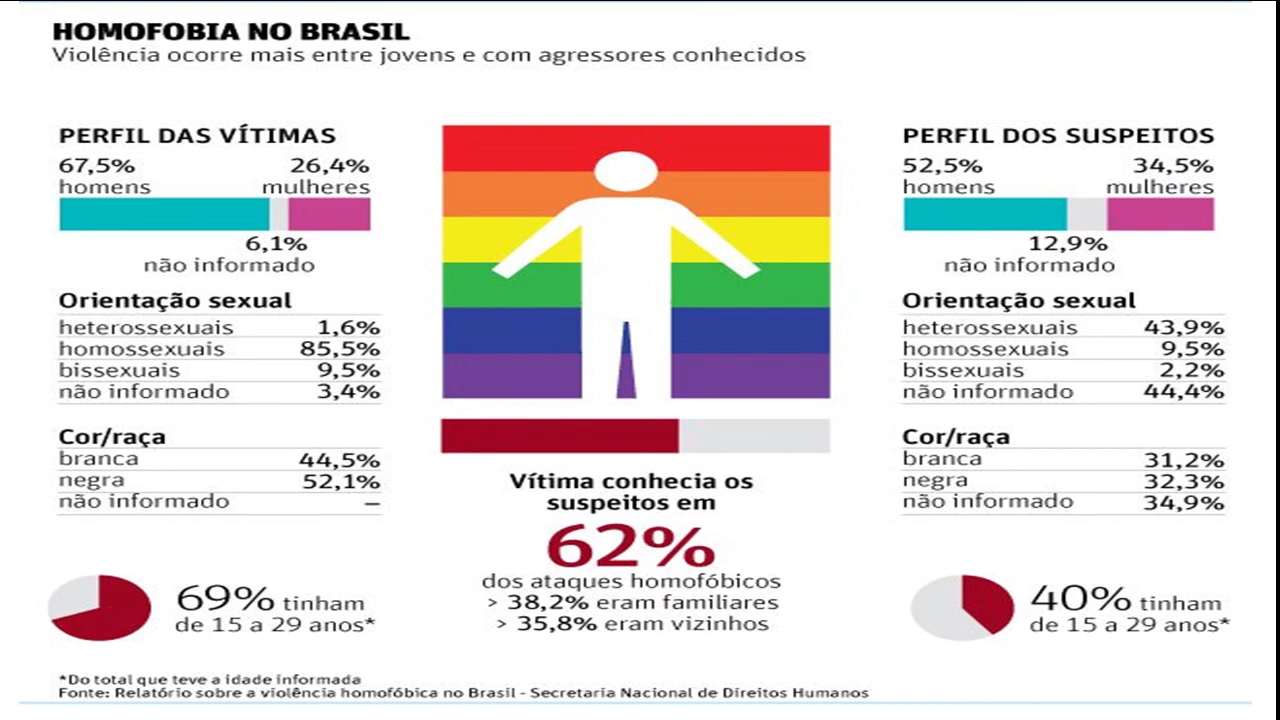 HOMOFOBIA NO BRASIL
Violência ocorre mais entre jovens e com agressores conhecidos
PERFIL DAS VÍTIMAS
67,5% 26,4%
homens mulheres
6,1%
não informado
Orientação sexual
heterossexuais 1,6%
homossexuais 85,5%
bissexuais 9,5%
não informado 3,4%
Cor/raça
branca 44,5%
negra 52,1%
não informado –
69% tinham
de 15 a 29 anos*
Vítima conhecia os
suspeitos em
62%
dos ataques homofóbicos
> 38,2% eram familiares
> 35,8% eram vizinhos
PERFIL DOS SUSPEITOS
52,5% 34,5%
homens mulheres
12,9%
não informado
Orientação sexual
heterossexuais 43,9%
homossexuais 9,5%
bissexuais 2,2%
não informado 44,4%
Cor/raça
branca 31,2%
negra 32,3%
não informado 34,9%
40% tinham
de 15 a 29 anos*
*Do total que teve a idade informada
Fonte: Relatório sobre a violência homofóbica no Brasil - Secretaria Nacional de Direitos Humanos